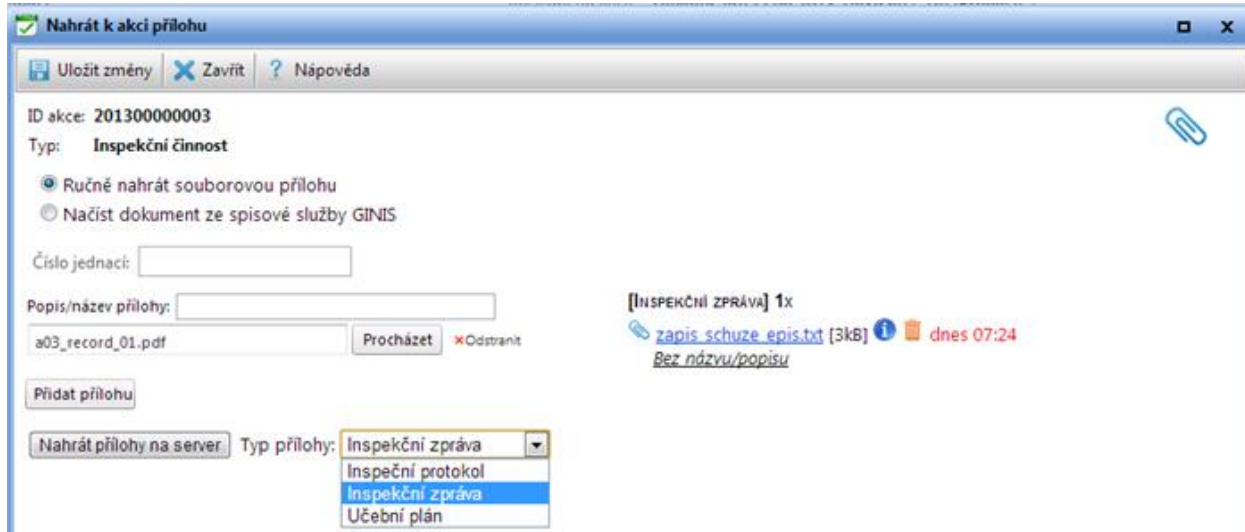 Nahrát k akci přílohu
Uložit změny Zavřít ? Nápověda
ID akce: 201300000003
Typ: Inspekční činnost
Ručně nahrát souborovou přílohu
Načíst dokument ze spisové služby GINIS
Číslo jednací:
Popis/název přílohy:
a03_record_01.pdf Procházet ×Odstranit
Přidat přílohu
Nahrát přílohy na server Typ přílohy: Inspekční zpráva
Inspeční protokol
Inspekční zpráva
Učební plán
[INSPEKČNÍ ZPRÁVA] 1X
zapis_schuze_epis.txt [3kB] dnes 07:24
Bez názvu/popisu